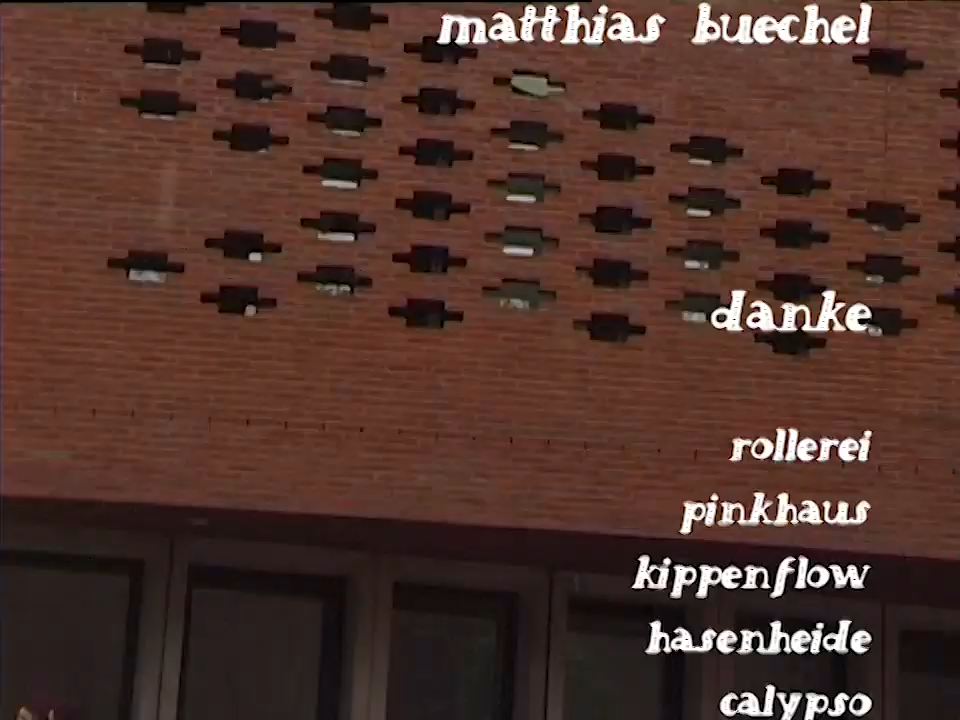 matthias buechel
danke
rollerei
pinkhaus
kippenflow
hasenheide
calypso